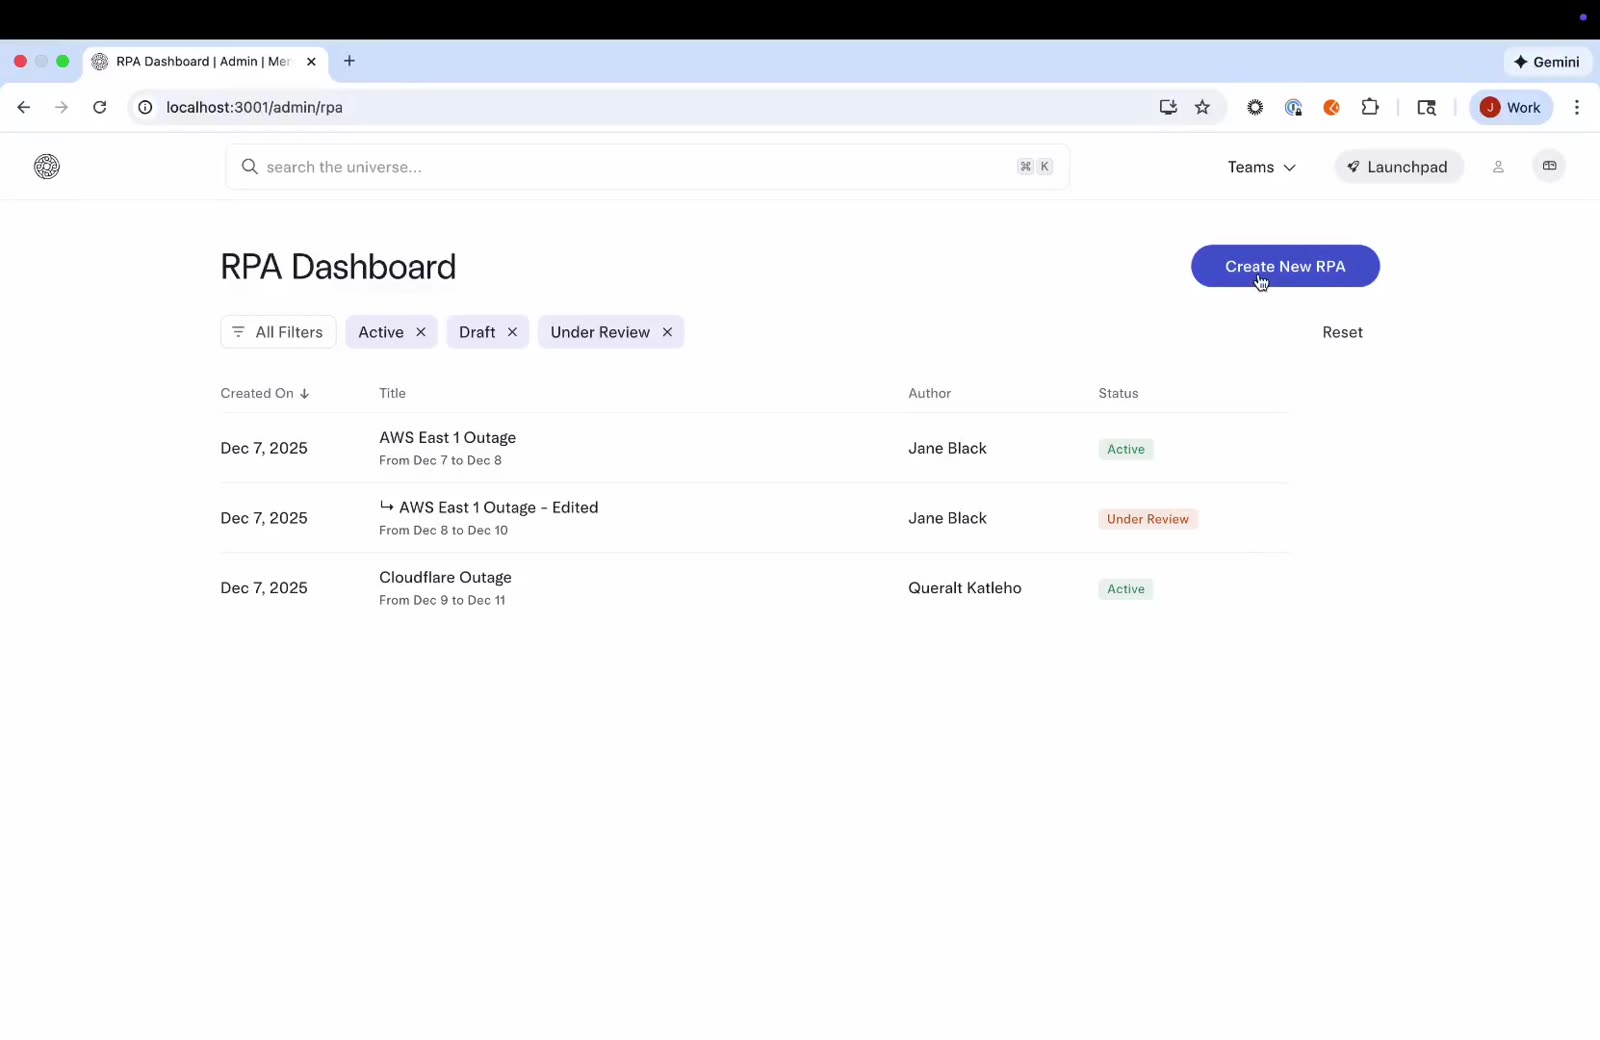 RPA Dashboard | Admin | Mer
Gemini
localhost:3001/admin/rpa
J Work
search the universe...
⌘ K
Teams
Launchpad
RPA Dashboard
Create New RPA
All Filters
Active
Draft
Under Review
Reset
Created On ↓ Title Author Status
Dec 7, 2025 AWS East 1 Outage Jane Black Active
From Dec 7 to Dec 8
Dec 7, 2025 ↳ AWS East 1 Outage - Edited Jane Black Under Review
From Dec 8 to Dec 10
Dec 7, 2025 Cloudflare Outage Queralt Katleho Active
From Dec 9 to Dec 11